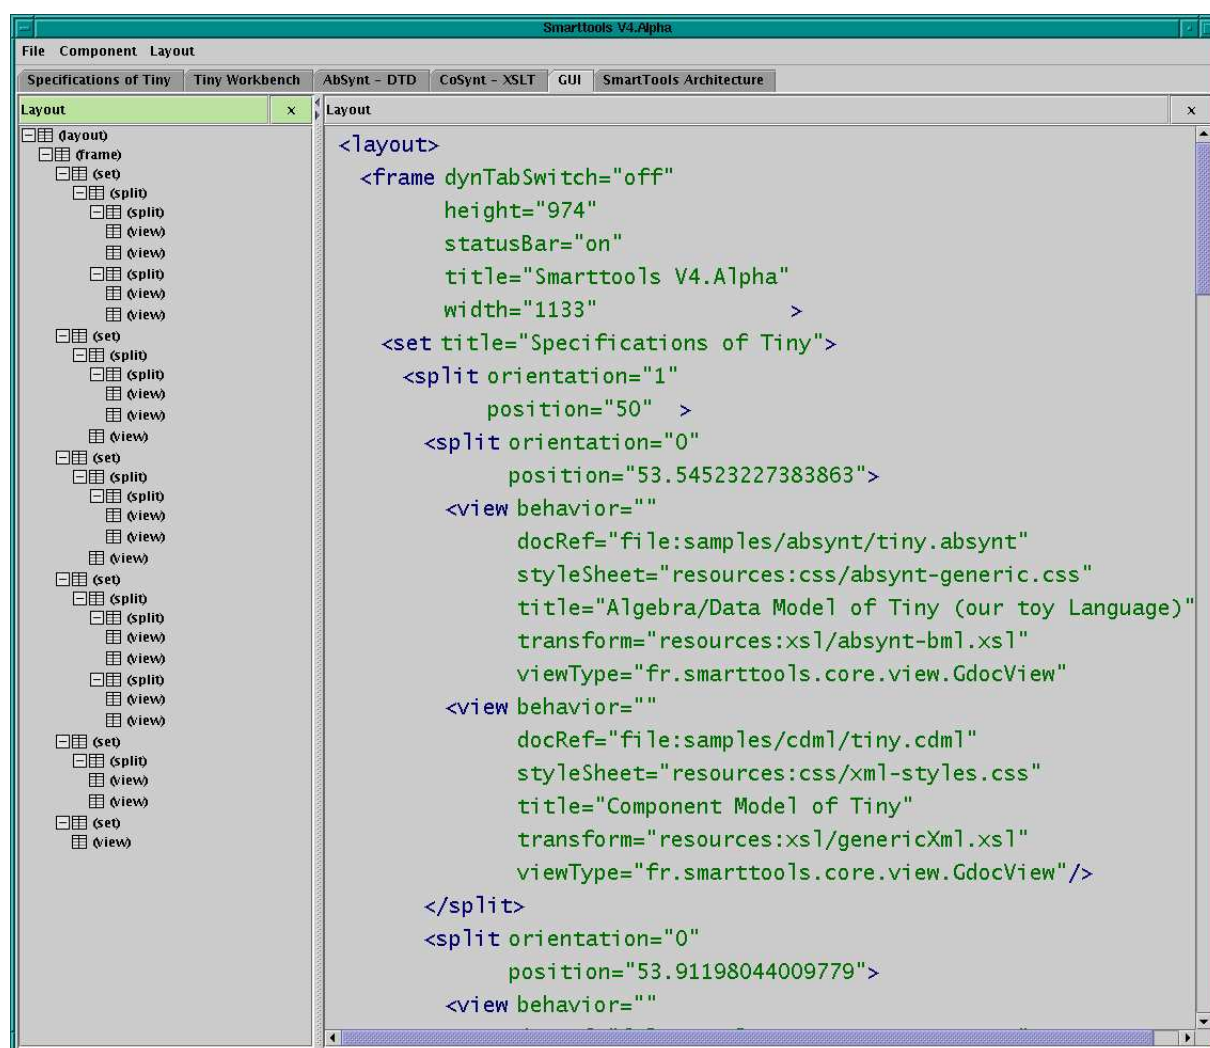 Smarttools V4.Alpha
File Component Layout
Specifications of Tiny Tiny Workbench AbSynt - DTD CoSynt - XSLT GUI SmartTools Architecture
Layout x
(layout)
(frame)
(set)
(split)
(split)
(view)
(view)
(split)
(view)
(view)
(set)
(split)
(split)
(view)
(view)
(view)
(set)
(split)
(split)
(view)
(view)
(view)
(set)
(split)
(split)
(view)
(view)
(split)
(view)
(view)
(set)
(split)
(view)
(view)
(set)
(view)
Layout x
<layout>
<frame dynTabSwitch="off"
height="974"
statusBar="on"
title="Smarttools V4.Alpha"
width="1133" >
<set title="Specifications of Tiny">
<split orientation="1"
position="50" >
<split orientation="0"
position="53.54523227383863">
<view behavior=""
docRef="file:samples/absynt/tiny.absynt"
styleSheet="resources:css/absynt-generic.css"
title="Algebra/Data Model of Tiny (our toy Language)"
transform="resources:xsl/absynt-bml.xsl"
viewType="fr.smarttools.core.view.GdocView"
<view behavior=""
docRef="file:samples/cdml/tiny.cdml"
styleSheet="resources:css/xml-styles.css"
title="Component Model of Tiny"
transform="resources:xsl/genericXml.xsl"
viewType="fr.smarttools.core.view.GdocView"/>
</split>
<split orientation="0"
position="53.91198044009779">
<view behavior=""